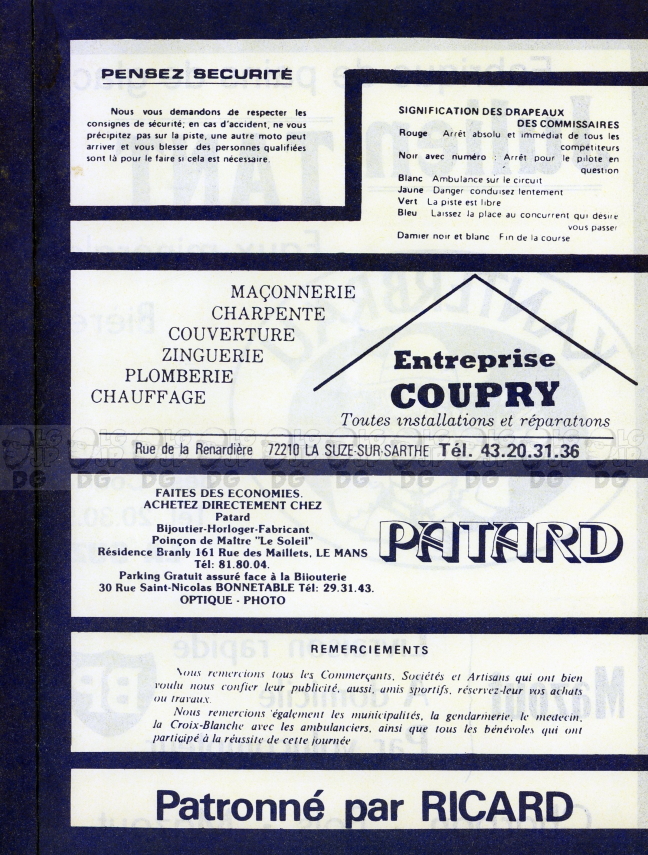 PENSEZ SECURITÉ
Nous vous demandons de respecter les
consignes de sécurité; en cas d'accident, ne vous
précipitez pas sur la piste, une autre moto peut
arriver et vous blesser des personnes qualifiées
sont là pour le faire si cela est nécessaire.
SIGNIFICATION DES DRAPEAUX
DES COMMISSAIRES
Rouge Arrêt absolu et immédiat de tous les
compétiteurs
Noir avec numéro : Arrêt pour le pilote en
question
Blanc Ambulance sur le circuit
Jaune Danger conduisez lentement
Vert La piste est libre
Bleu Laissez la place au concurrent qui désire
vous passer
Damier noir et blanc Fin de la course
MAÇONNERIE
CHARPENTE
COUVERTURE
ZINGUERIE
PLOMBERIE
CHAUFFAGE
Entreprise
COUPRY
Toutes installations et réparations
Rue de la Renardière 72210 LA SUZE-SUR-SARTHE Tél. 43.20.31.36
FAITES DES ECONOMIES.
ACHETEZ DIRECTEMENT CHEZ
Patard
Bijoutier-Horloger-Fabricant
Poinçon de Maître "Le Soleil"
Résidence Branly 161 Rue des Maillets, LE MANS
Tél: 81.80.04.
Parking Gratuit assuré face à la Bijouterie
30 Rue Saint-Nicolas BONNETABLE Tél: 29.31.43.
OPTIQUE - PHOTO
PATARD
REMERCIEMENTS
Nous remercions tous les Commerçants, Sociétés et Artisans qui ont bien
voulu nous confier leur publicité, aussi, amis sportifs, réservez-leur vos achats
ou travaux.
Nous remercions également les municipalités, la gendarmerie, le medecin,
la Croix-Blanche avec les ambulanciers, ainsi que tous les bénévoles qui ont
participé à la réussite de cette journée
Patronné par RICARD